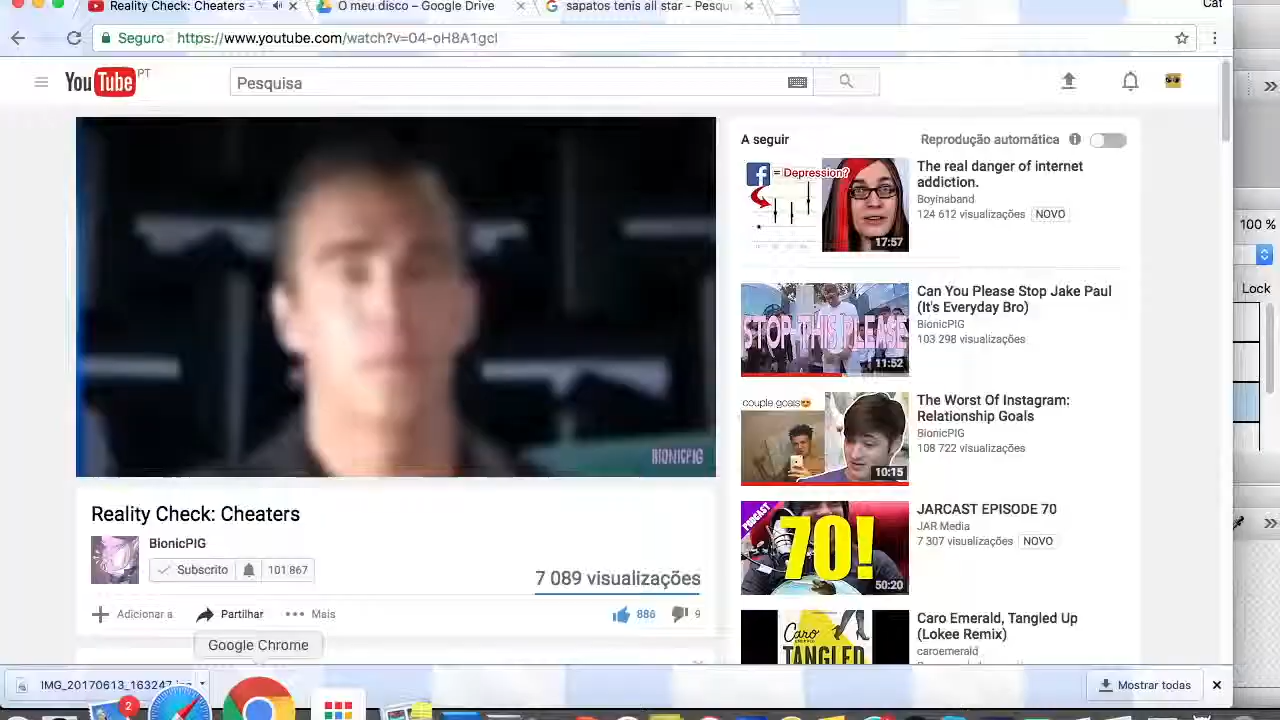 Reality Check: Cheaters -
O meu disco – Google Drive
sapatos tenis all star - Pesqu
Cat
Seguro https://www.youtube.com/watch?v=04-oH8A1gcI
YouTube PT
Pesquisa
A seguir
Reprodução automática
= Depression?
17:57
The real danger of internet
addiction.
Boyinaband
124 612 visualizações NOVO
100 %
Lock
STOP THIS PLEASE
11:52
Can You Please Stop Jake Paul
(It's Everyday Bro)
BionicPIG
103 298 visualizações
couple goals
10:15
The Worst Of Instagram:
Relationship Goals
BionicPIG
108 722 visualizações
BIONICPIG
Reality Check: Cheaters
BionicPIG
Subscrito 101 867
7 089 visualizações
Adicionar a Partilhar Mais
886 9
PODCAST
70!
50:20
JARCAST EPISODE 70
JAR Media
7 307 visualizações NOVO
Caro
Emerald
TANGLED
Caro Emerald, Tangled Up
(Lokee Remix)
caroemerald
Google Chrome
IMG_20170613_163247
Mostrar todas
2